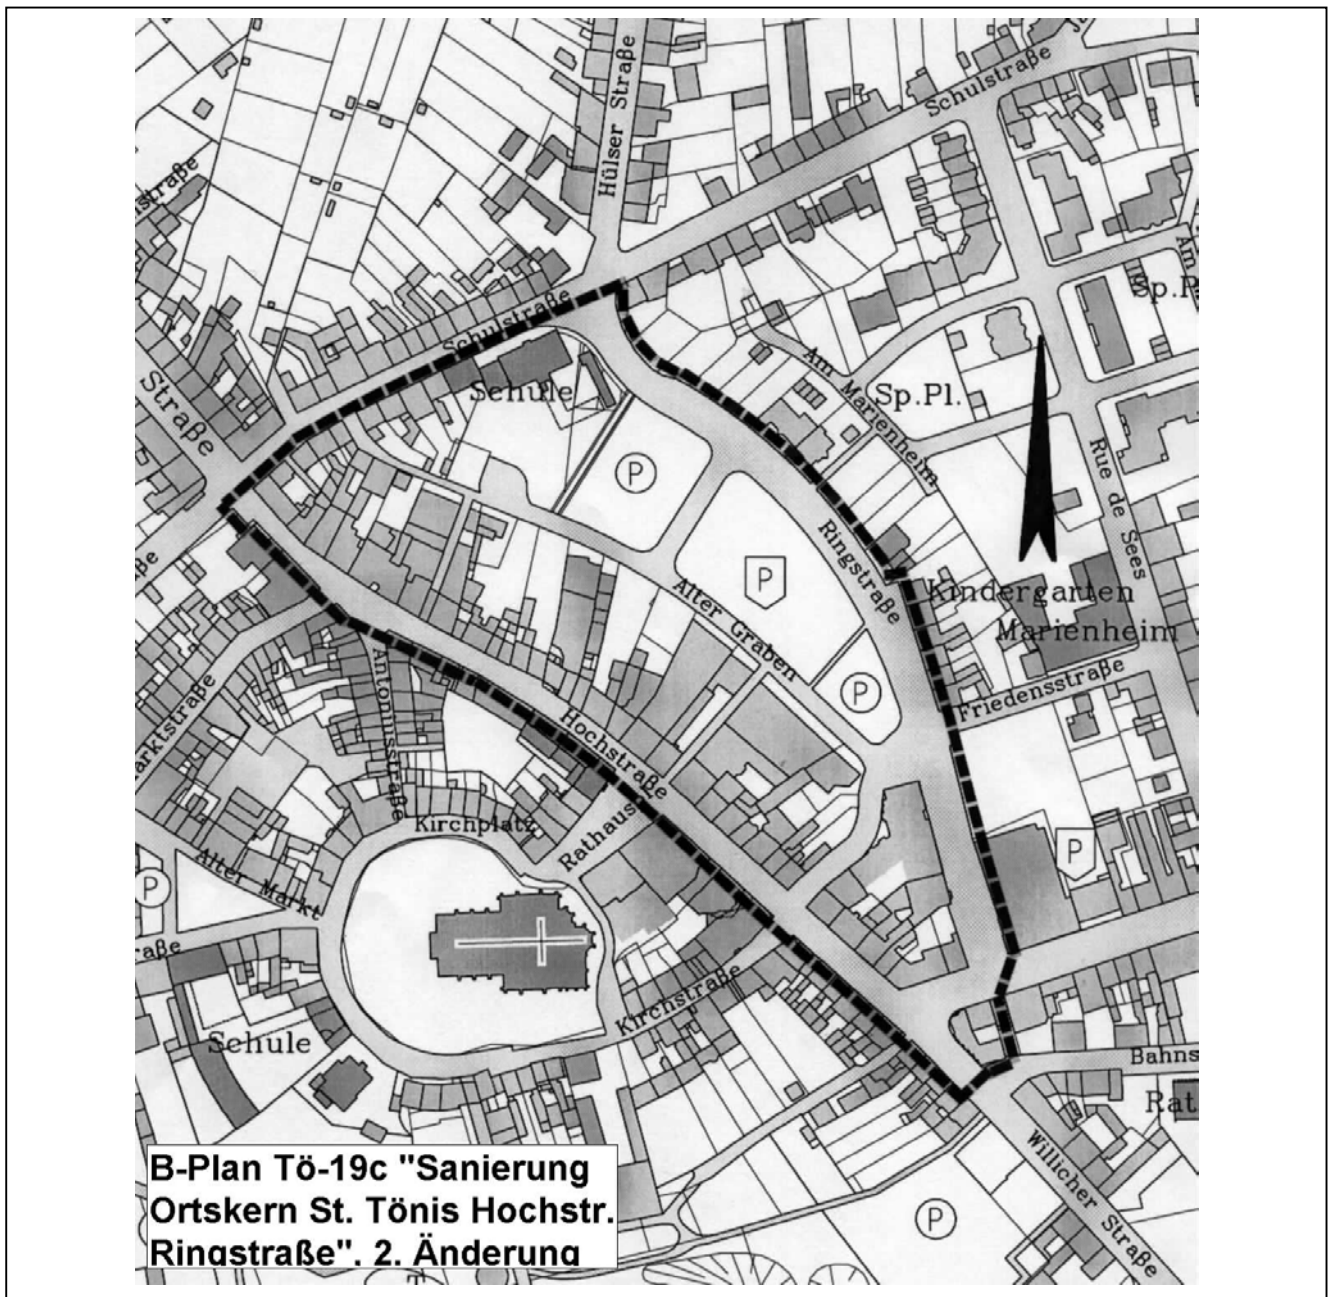 Schulstraße
Hülser Straße
Am
Sp.P
Schulstraße
Straße
Schule
Am Marienheim
Sp.Pl.
Rue de Sees
P
Ringstraße
P
Alter Graben
Kindergarten
Marienheim
P
Friedensstraße
Antoniusstraße
Hochstraße
Kirchplatz
Rathaus
P
Alter Markt
P
raße
Kirchstraße
Schule
Bahns
Rat
Willicher Straße
P
B-Plan Tö-19c "Sanierung
Ortskern St. Tönis Hochstr.
Ringstraße". 2. Änderung